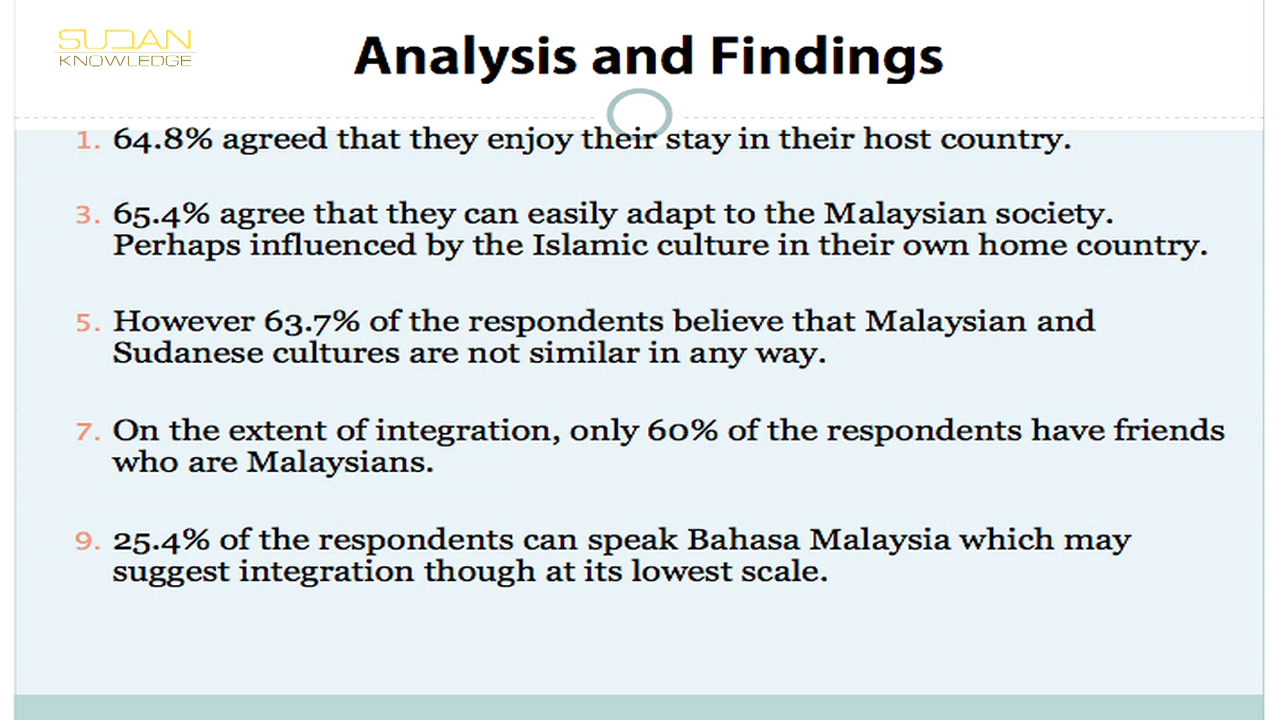 SUDAN
KNOWLEDGE
Analysis and Findings
1. 64.8% agreed that they enjoy their stay in their host country.
3. 65.4% agree that they can easily adapt to the Malaysian society.
Perhaps influenced by the Islamic culture in their own home country.
5. However 63.7% of the respondents believe that Malaysian and
Sudanese cultures are not similar in any way.
7. On the extent of integration, only 60% of the respondents have friends
who are Malaysians.
9. 25.4% of the respondents can speak Bahasa Malaysia which may
suggest integration though at its lowest scale.